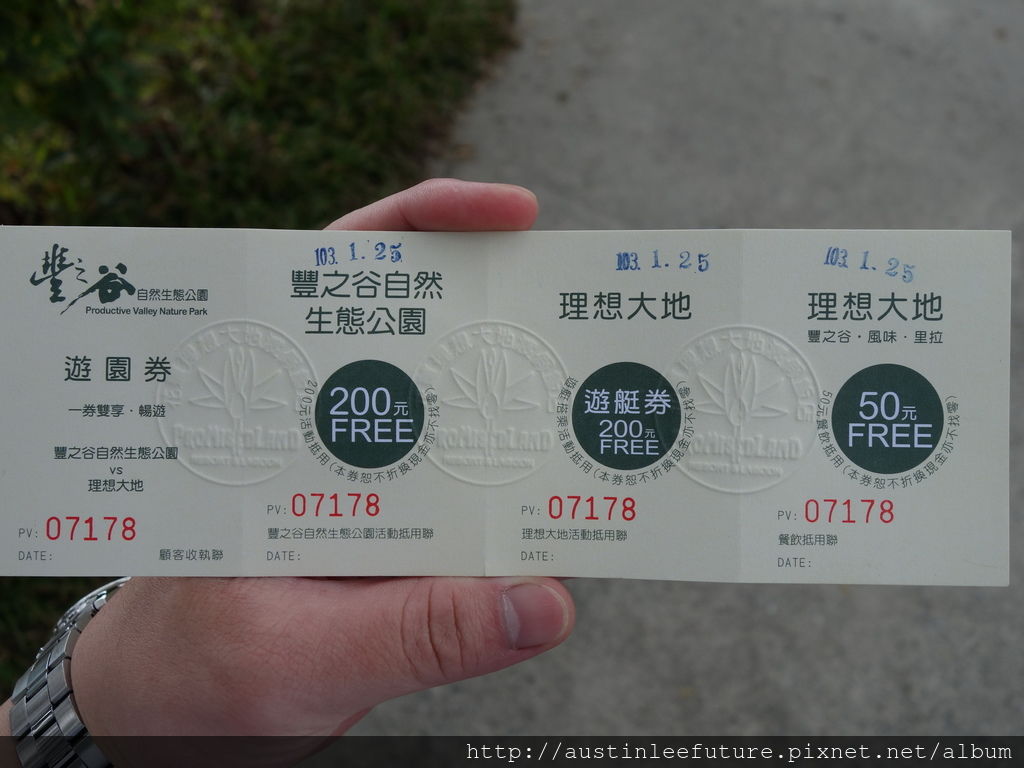 豐之谷自然生態公園
Productive Valley Nature Park
遊園券
一券雙享・暢遊
豐之谷自然生態公園
vs
理想大地
PV: 07178
DATE:
顧客收執聯
103. 1. 25
豐之谷自然
生態公園
200元
FREE
200元活動抵用(本券恕不折換現金亦不找零)
PV: 07178
豐之谷自然生態公園活動抵用聯
DATE:
103. 1. 25
理想大地
遊艇券
200元
FREE
遊艇搭乘活動抵用(本券恕不折換現金亦不找零)
PV: 07178
理想大地活動抵用聯
DATE:
103. 1. 25
理想大地
豐之谷・風味・里拉
50元
FREE
50元餐飲抵用(本券恕不折換現金亦不找零)
PV: 07178
餐飲抵用聯
DATE:
PROMISEDLAND
http://austinleefuture.pixnet.net/album